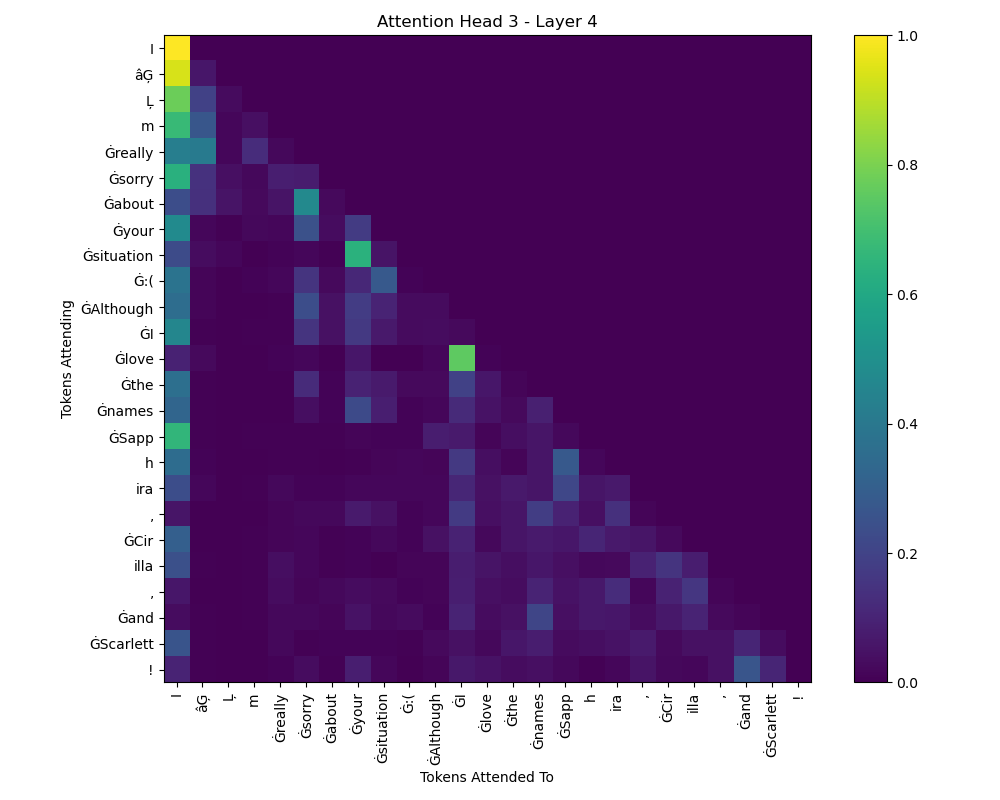 Attention Head 3 - Layer 4
Tokens Attending
I
âĢ
Ļ
m
Ġreally
Ġsorry
Ġabout
Ġyour
Ġsituation
Ġ:(
ĠAlthough
ĠI
Ġlove
Ġthe
Ġnames
ĠSapp
h
ira
,
ĠCir
illa
,
Ġand
ĠScarlett
!
I
âĢ
Ļ
m
Ġreally
Ġsorry
Ġabout
Ġyour
Ġsituation
Ġ:(
ĠAlthough
ĠI
Ġlove
Ġthe
Ġnames
ĠSapp
h
ira
,
ĠCir
illa
,
Ġand
ĠScarlett
!
Tokens Attended To
1.0
0.8
0.6
0.4
0.2
0.0